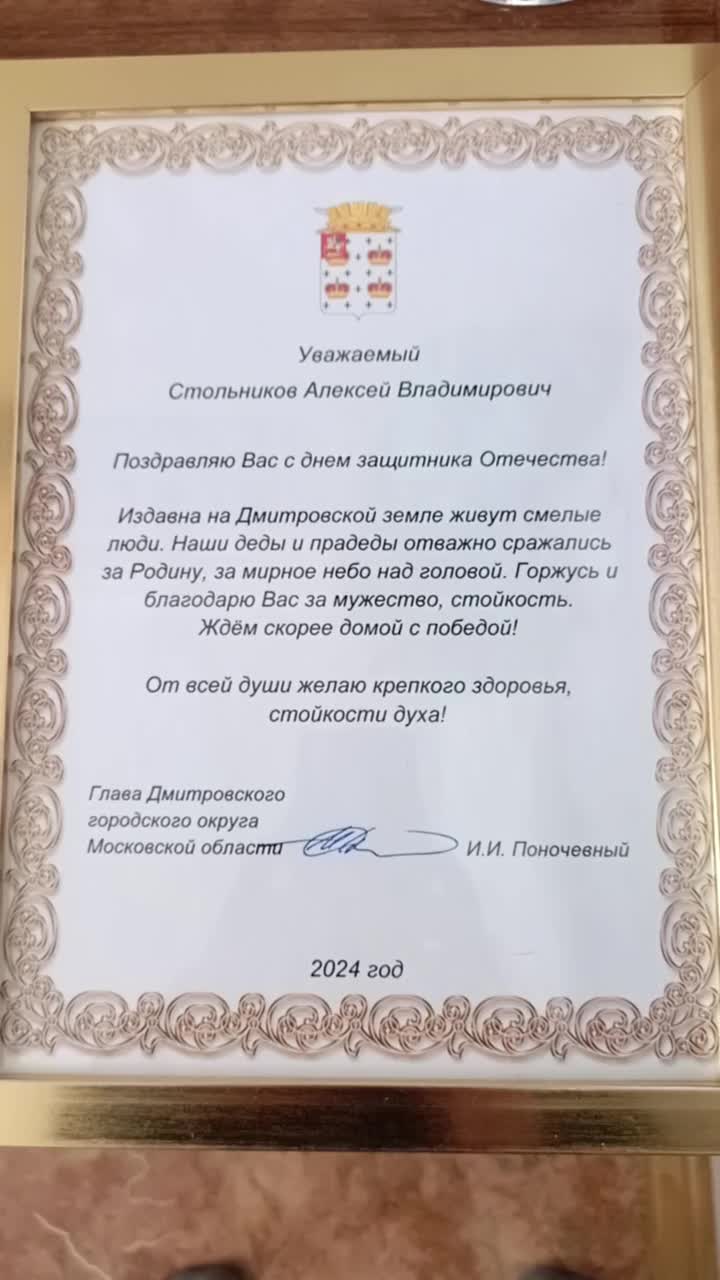 Уважаемый
Стольников Алексей Владимирович
Поздравляю Вас с днем защитника Отечества!
Издавна на Дмитровской земле живут смелые
люди. Наши деды и прадеды отважно сражались
за Родину, за мирное небо над головой. Горжусь и
благодарю Вас за мужество, стойкость.
Ждём скорее домой с победой!
От всей души желаю крепкого здоровья,
стойкости духа!
Глава Дмитровского
городского округа
Московской области И.И. Поночевный
2024 год